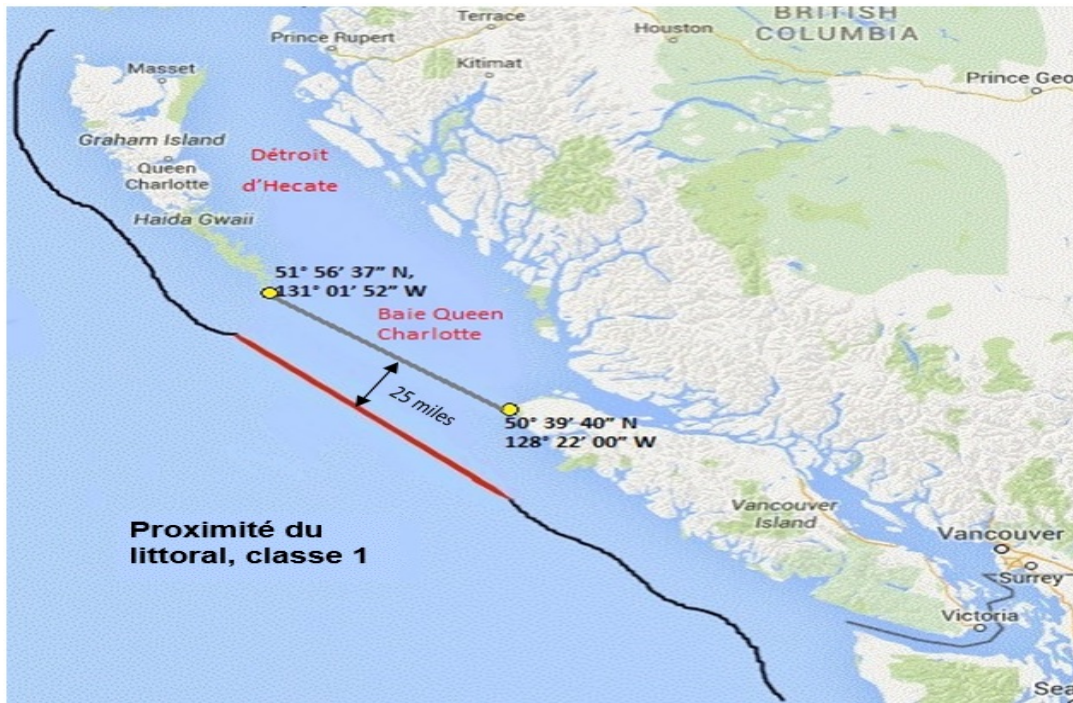 BRITISH
COLUMBIA
Terrace
Houston
Prince Rupert
Kitimat
Masset
Prince Geo
Graham Island
Queen
Charlotte
Haida Gwaii
Détroit
d'Hecate
51° 56' 37" N,
131° 01' 52" W
Baie Queen
Charlotte
25 miles
50° 39' 40" N
128° 22' 00" W
Proximité du
littoral, classe 1
Vancouver
Island
Vancouver
Surrey
Victoria
Sea